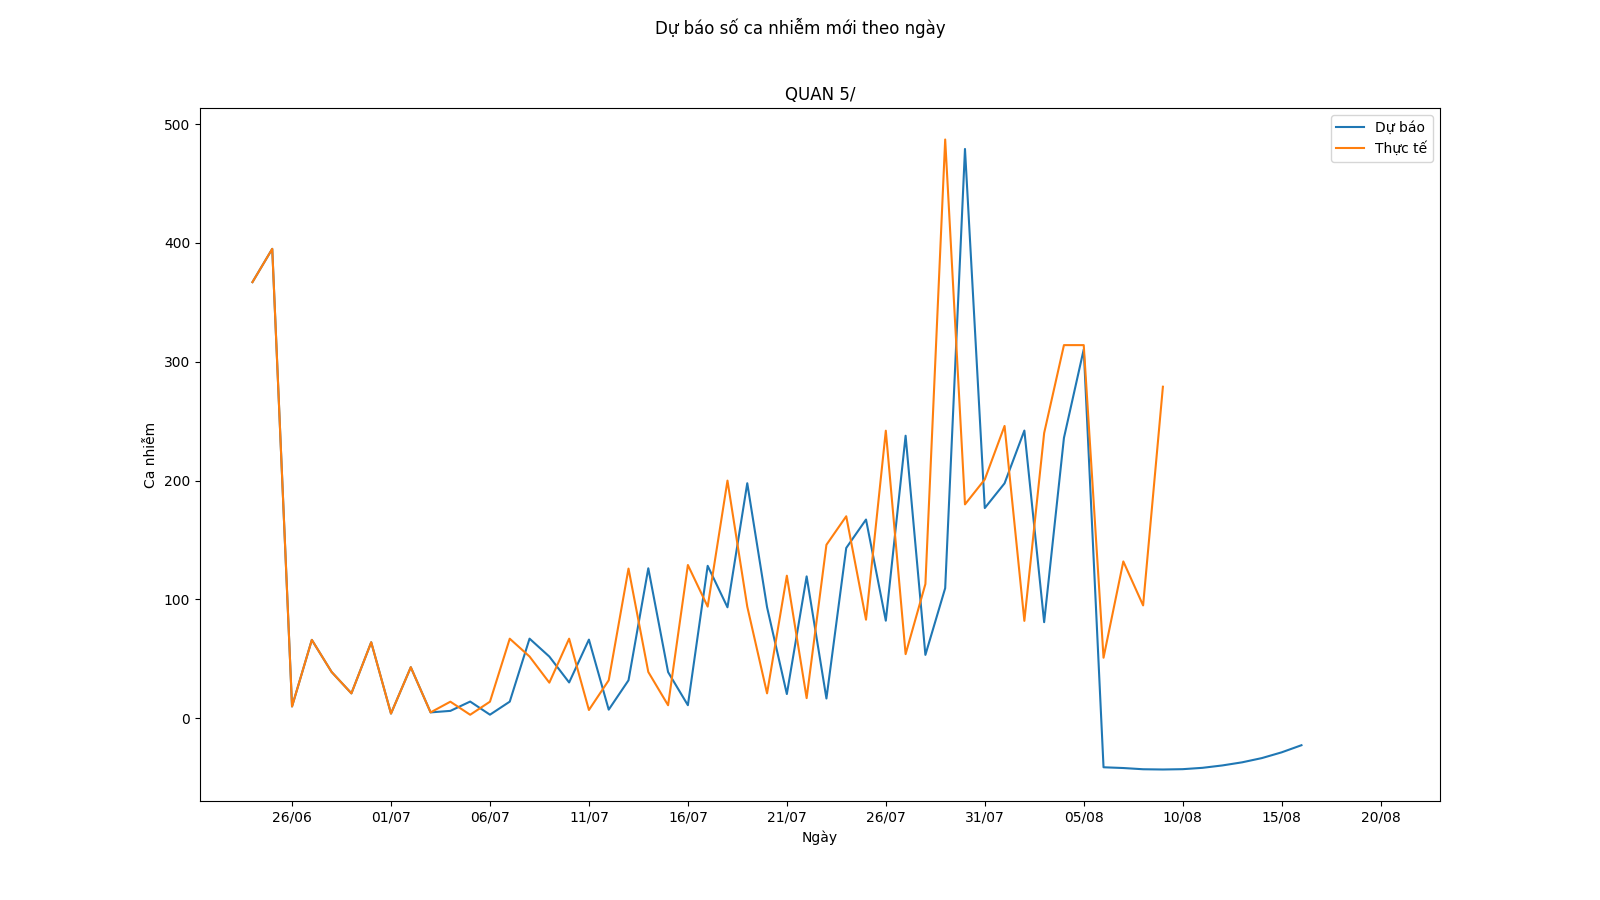 Dự báo số ca nhiễm mới theo ngày
QUAN 5/
500
400
300
200
100
0
Ca nhiễm
Dự báo
Thực tế
26/06 01/07 06/07 11/07 16/07 21/07 26/07 31/07 05/08 10/08 15/08 20/08
Ngày